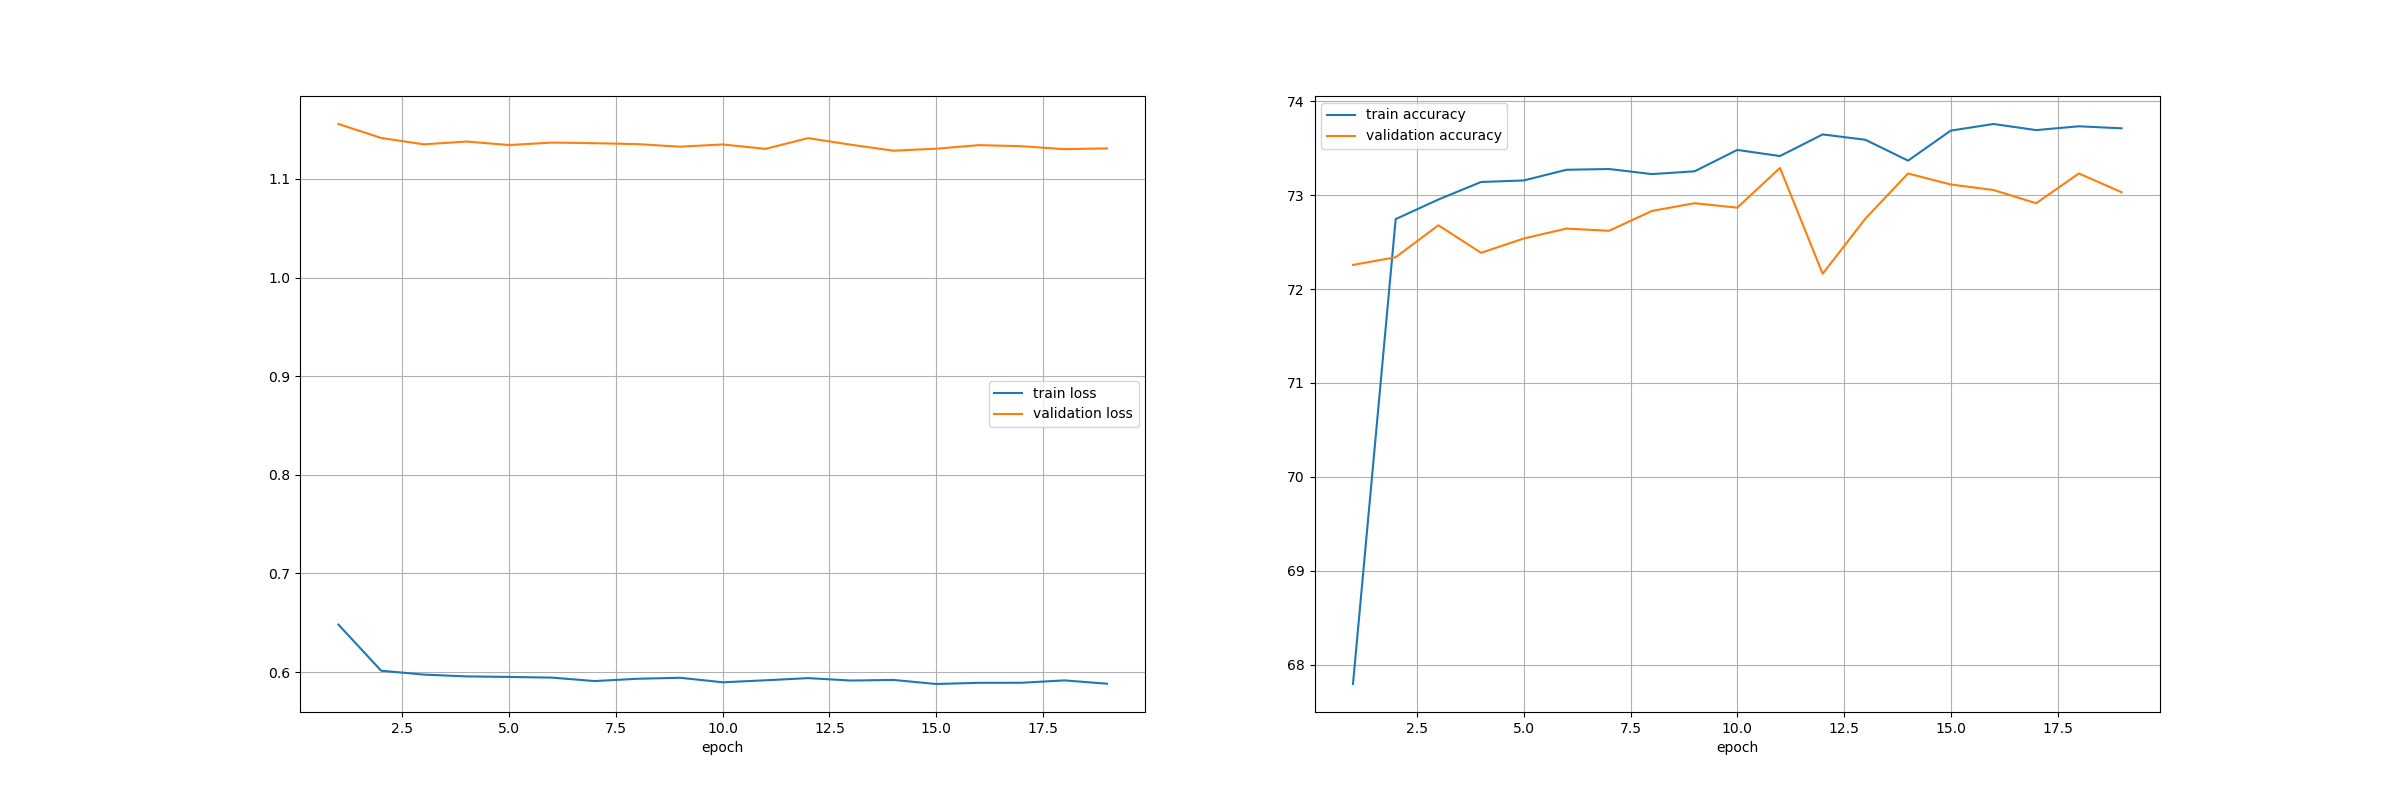 1.1
1.0
0.9
0.8
0.7
0.6
train loss
validation loss
2.5 5.0 7.5 10.0 12.5 15.0 17.5
epoch
train accuracy
validation accuracy
74
73
72
71
70
69
68
2.5 5.0 7.5 10.0 12.5 15.0 17.5
epoch